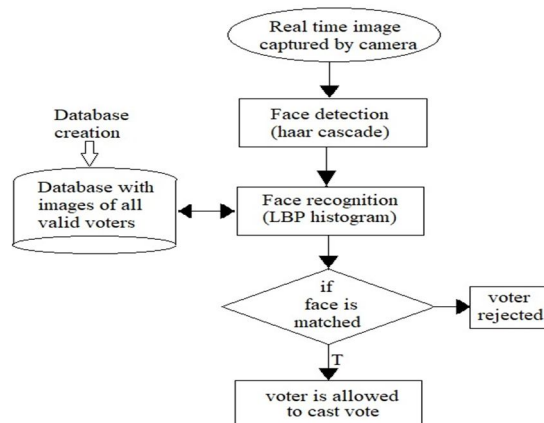 Real time image
captured by camera
Database
creation
Face detection
(haar cascade)
Database with
images of all
valid voters
Face recognition
(LBP histogram)
if
face is
matched
voter
rejected
T
voter is allowed
to cast vote